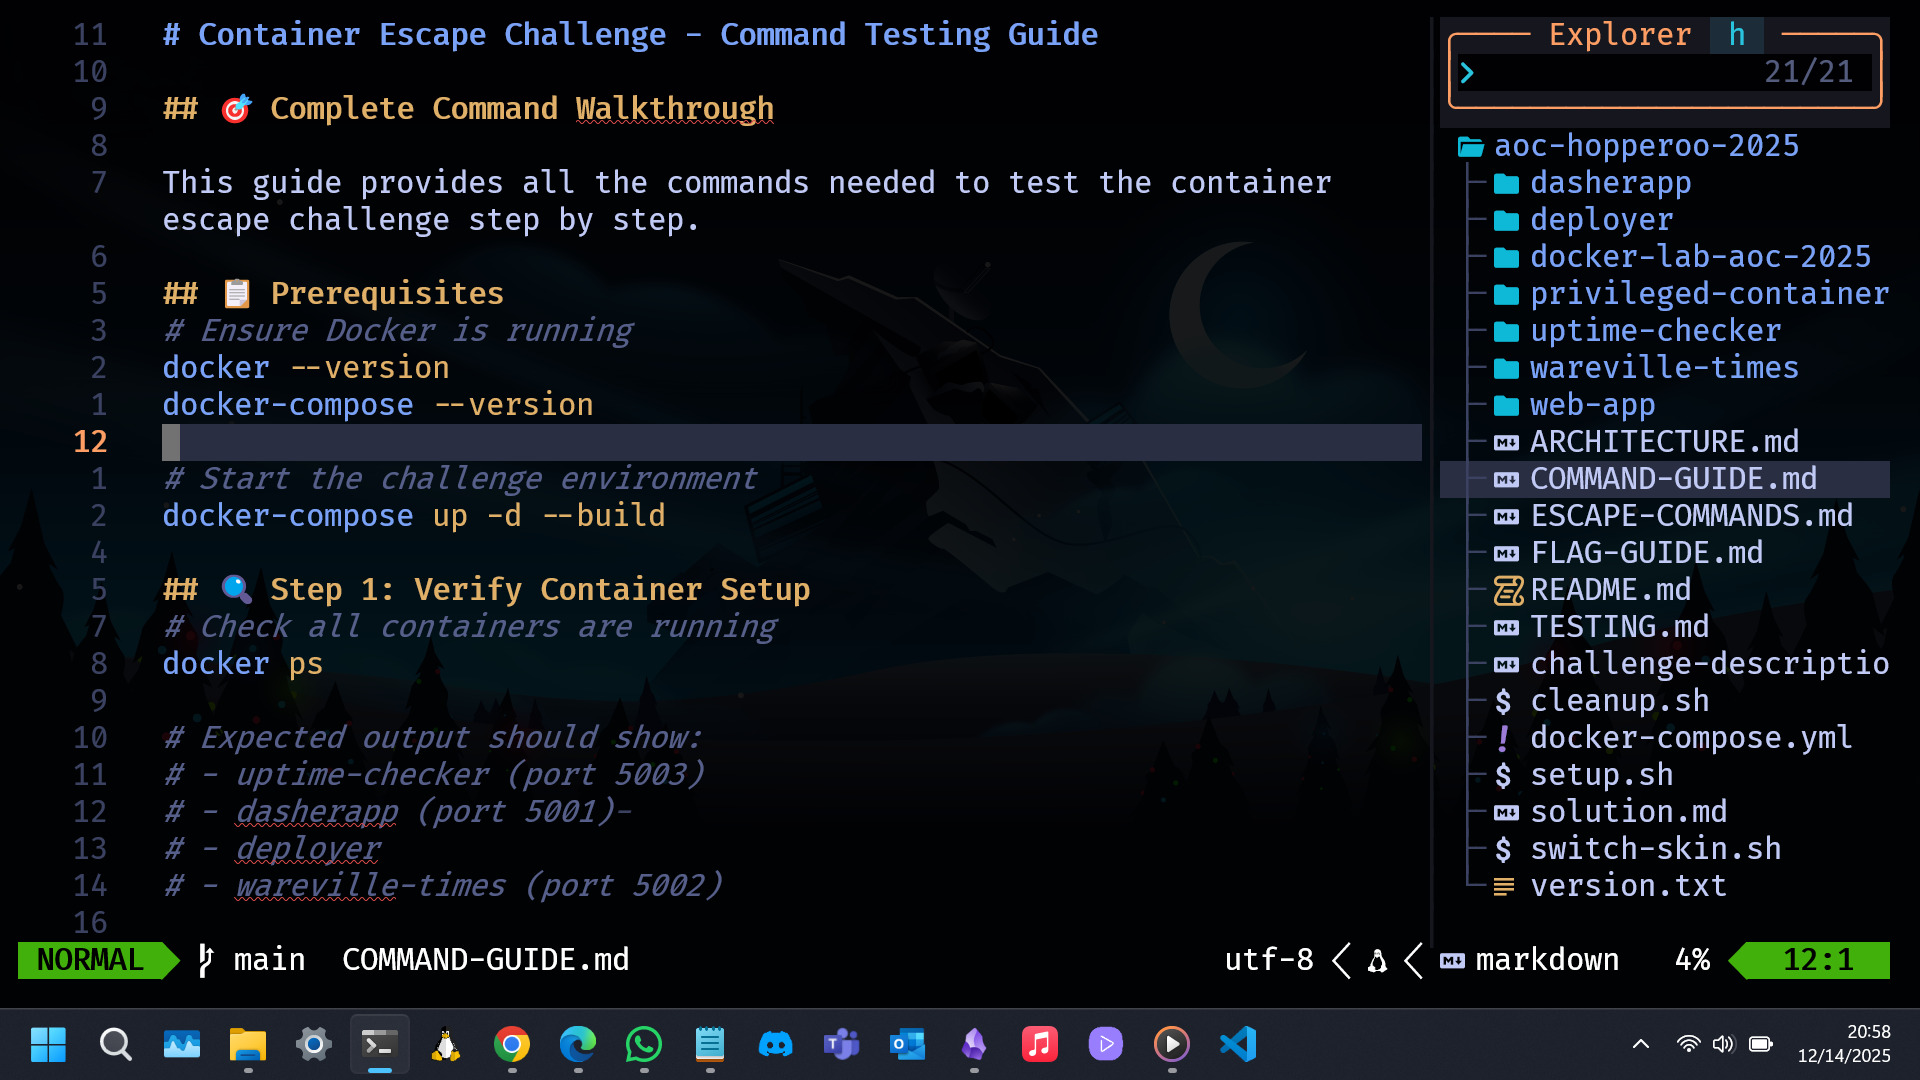 11 # Container Escape Challenge - Command Testing Guide
10
9 ## 🎯 Complete Command Walkthrough
8
7 This guide provides all the commands needed to test the container
escape challenge step by step.
6
5 ## 📋 Prerequisites
3 # Ensure Docker is running
2 docker --version
1 docker-compose --version
12
1 # Start the challenge environment
2 docker-compose up -d --build
4
5 ## 🔍 Step 1: Verify Container Setup
7 # Check all containers are running
8 docker ps
9
10 # Expected output should show:
11 # - uptime-checker (port 5003)
12 # - dasherapp (port 5001)-
13 # - deployer
14 # - wareville-times (port 5002)
16
Explorer h
> 21/21
aoc-hopperoo-2025
dasherapp
deployer
docker-lab-aoc-2025
privileged-container
uptime-checker
wareville-times
web-app
ARCHITECTURE.md
COMMAND-GUIDE.md
ESCAPE-COMMANDS.md
FLAG-GUIDE.md
README.md
TESTING.md
challenge-descriptio
$ cleanup.sh
! docker-compose.yml
$ setup.sh
solution.md
$ switch-skin.sh
version.txt
NORMAL main COMMAND-GUIDE.md utf-8 < < markdown 4% 12:1
20:58
12/14/2025